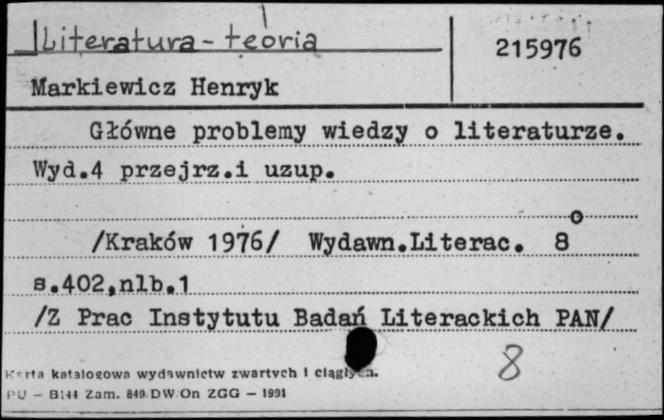 Literatura - teoria
215976
Markiewicz Henryk
Główne problemy wiedzy o literaturze.
Wyd.4 przejrz.i uzup.
/Kraków 1976/ Wydawn.Literac. 8°
s.402,nlb.1
/Z Prac Instytutu Badań Literackich PAN/
8
Karta katalogowa wydawnictw zwartych i ciągłych.
PU — B144 Zam. 849 DW/On ZGG — 1991